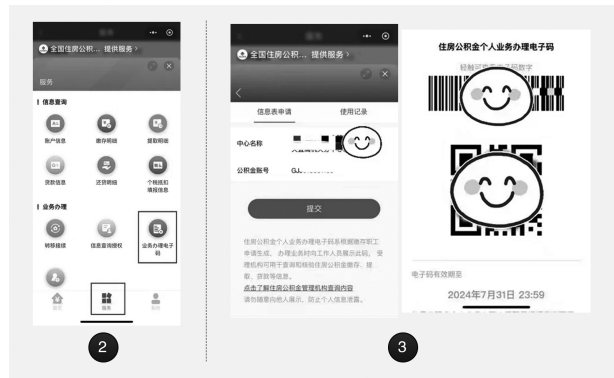 全国住房公积... 提供服务>
服务
信息查询
账户信息
缴存明细
提取明细
贷款信息
还贷明细
个税抵扣
填报信息
业务办理
转移接续
信息查询授权
业务办理电子
码
服务
2
全国住房公积... 提供服务>
信息表申请
使用记录
中心名称
公积金账号
提交
住房公积金个人业务办理电子码系根据缴存职工
申请生成、办理业务时向工作人员展示此码,受
理机构可用于查询和核验住房公积金缴存、提
取、贷款等信息。
点击了解住房公积金管理机构查询内容
请勿随意向他人展示,防止个人信息泄露。
住房公积金个人业务办理电子码
电子码有效期至
2024年7月31日 23:59
3